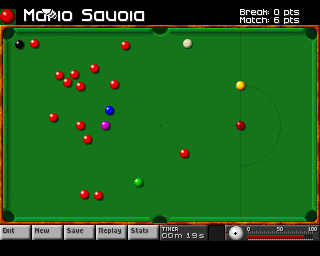 Mario Savoia
Break: 0 pts
Match: 6 pts
Exit New Save Replay Stats
TIMER
00m 19s
0 50 100